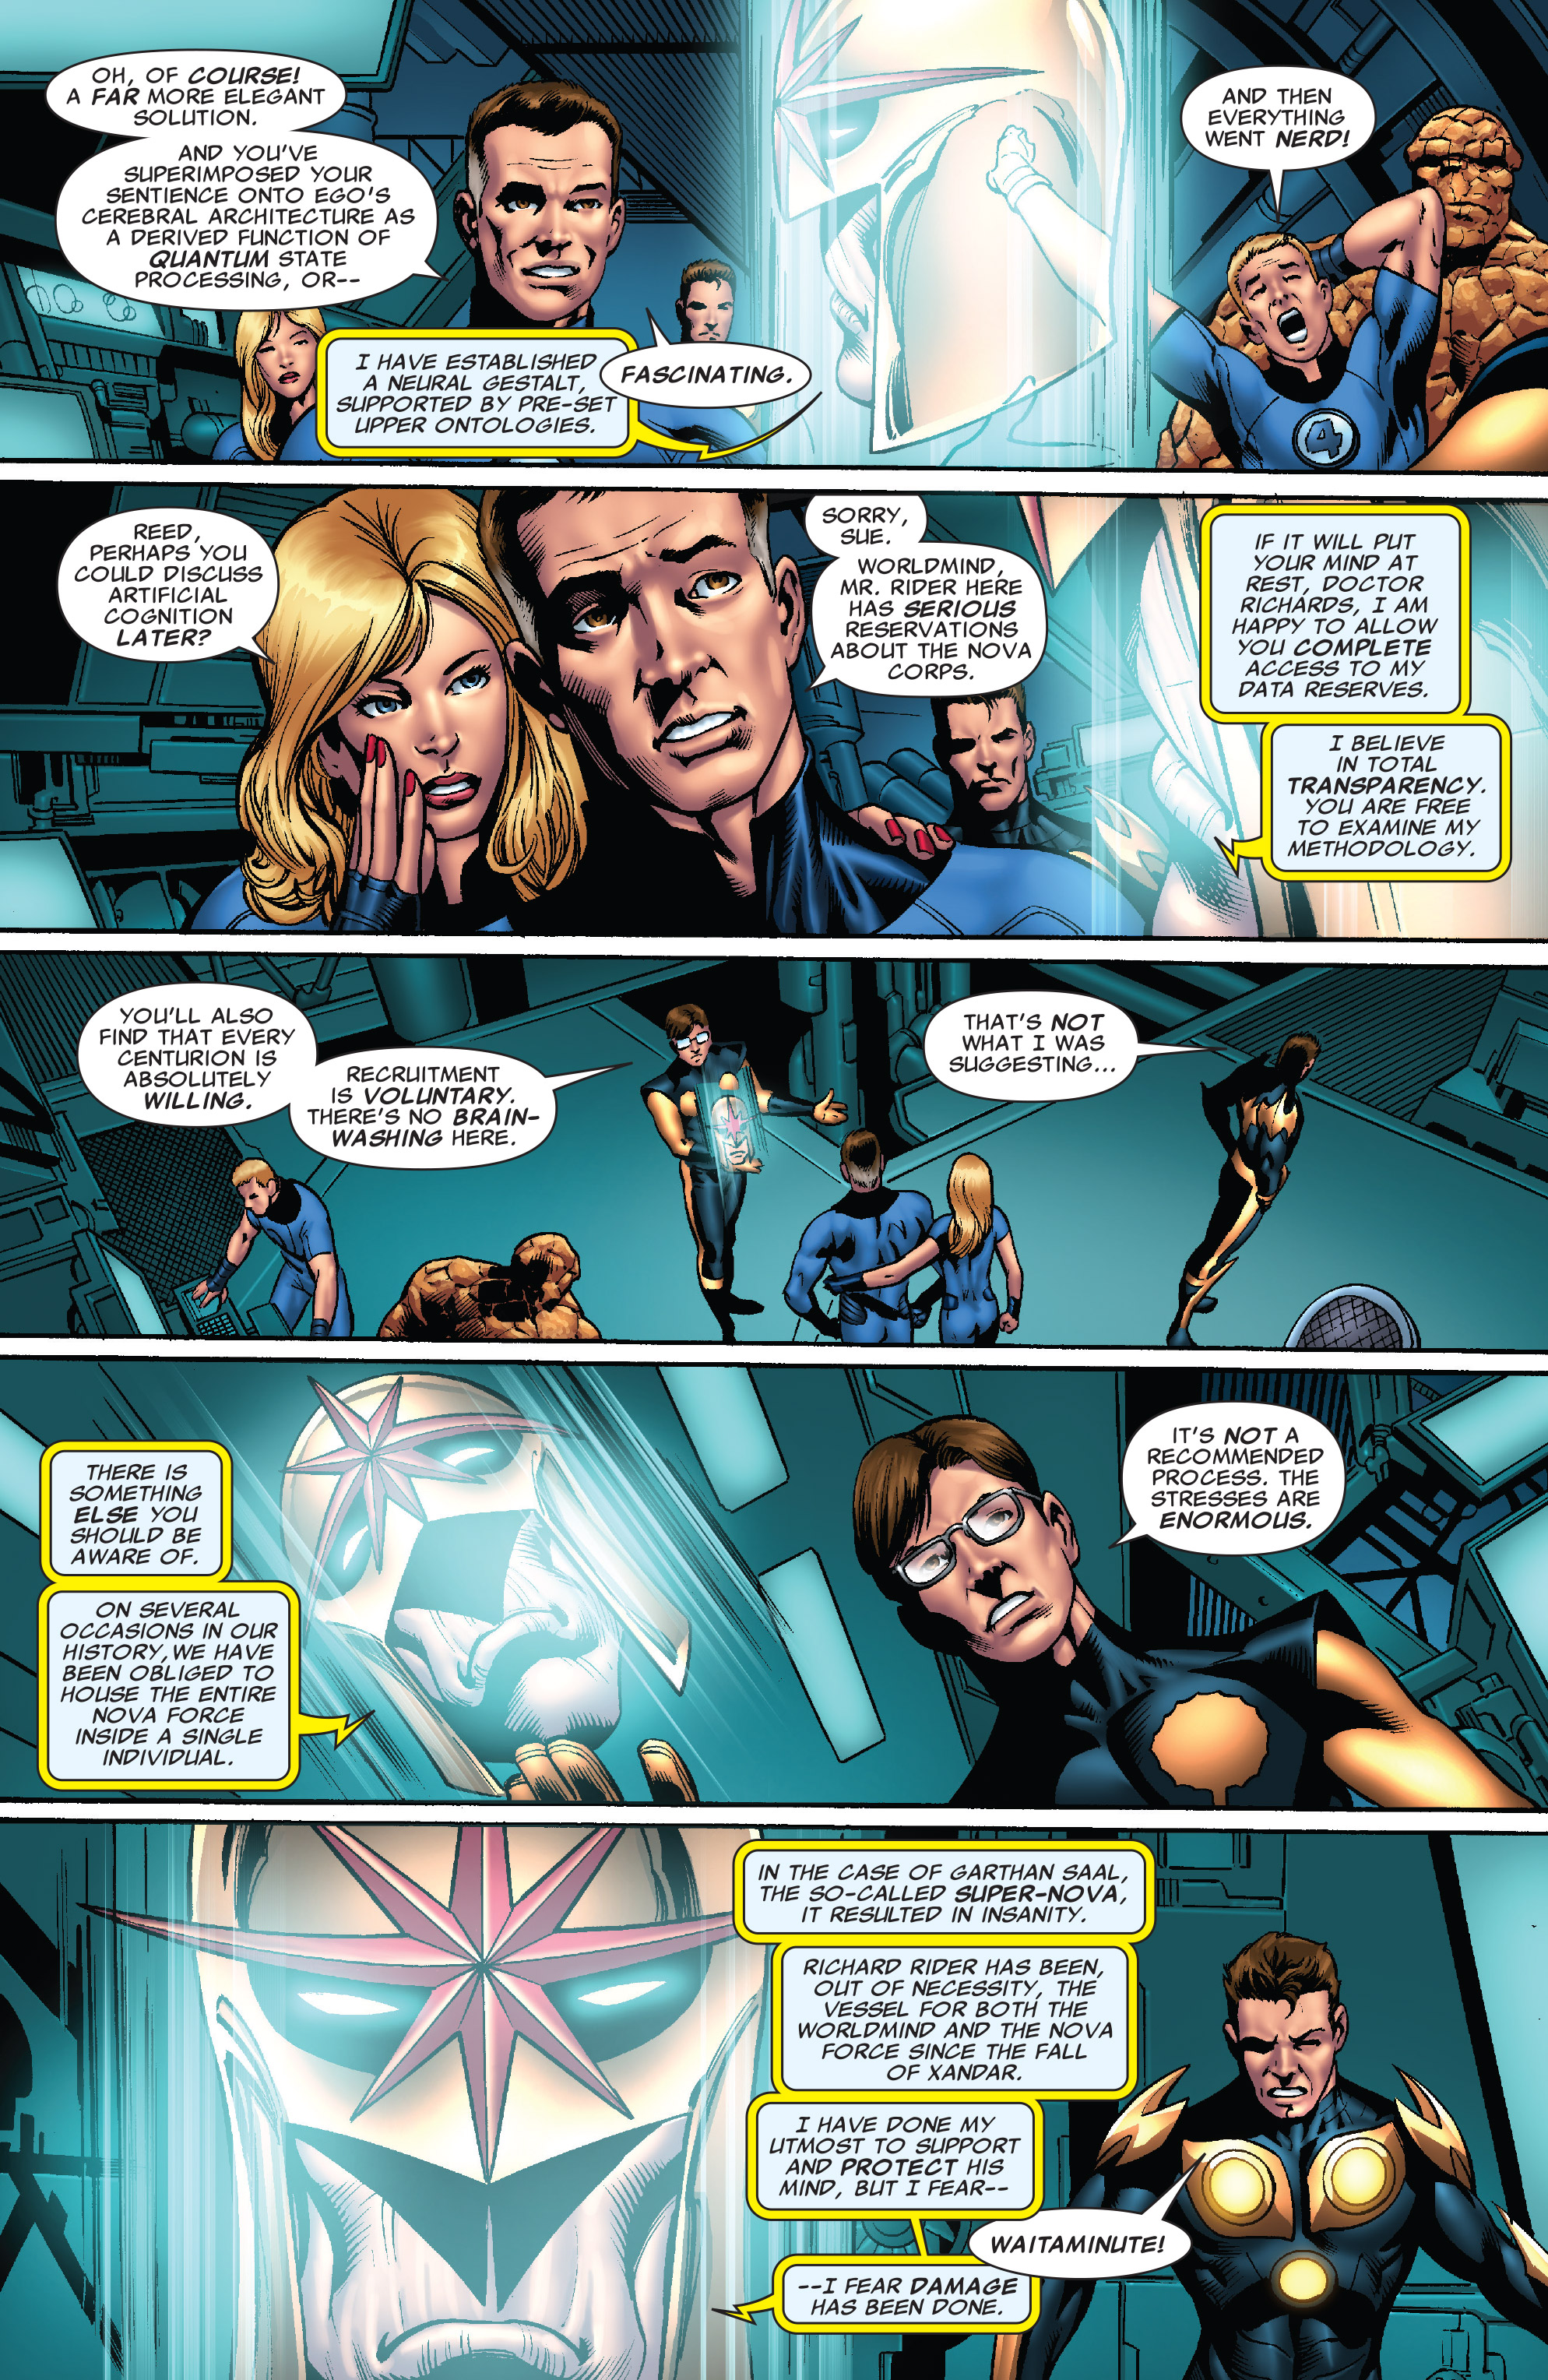 OH, OF COURSE!
A FAR MORE ELEGANT
SOLUTION.
AND YOU'VE
SUPERIMPOSED YOUR
SENTIENCE ONTO EGO'S
CEREBRAL ARCHITECTURE AS
A DERIVED FUNCTION OF
QUANTUM STATE
PROCESSING, OR--
I HAVE ESTABLISHED
A NEURAL GESTALT,
SUPPORTED BY PRE-SET
UPPER ONTOLOGIES.
FASCINATING.
AND THEN
EVERYTHING
WENT NERD!
4
REED,
PERHAPS YOU
COULD DISCUSS
ARTIFICIAL
COGNITION
LATER?
SORRY,
SUE.
WORLDMIND,
MR. RIDER HERE
HAS SERIOUS
RESERVATIONS
ABOUT THE NOVA
CORPS.
IF IT WILL PUT
YOUR MIND AT
REST, DOCTOR
RICHARDS, I AM
HAPPY TO ALLOW
YOU COMPLETE
ACCESS TO MY
DATA RESERVES.
I BELIEVE
IN TOTAL
TRANSPARENCY.
YOU ARE FREE
TO EXAMINE MY
METHODOLOGY.
YOU'LL ALSO
FIND THAT EVERY
CENTURION IS
ABSOLUTELY
WILLING.
RECRUITMENT
IS VOLUNTARY.
THERE'S NO BRAIN-
WASHING HERE.
THAT'S NOT
WHAT I WAS
SUGGESTING...
THERE IS
SOMETHING
ELSE YOU
SHOULD BE
AWARE OF.
ON SEVERAL
OCCASIONS IN OUR
HISTORY, WE HAVE
BEEN OBLIGED TO
HOUSE THE ENTIRE
NOVA FORCE
INSIDE A SINGLE
INDIVIDUAL.
IT'S NOT A
RECOMMENDED
PROCESS. THE
STRESSES ARE
ENORMOUS.
IN THE CASE OF GARTHAN SAAL,
THE SO-CALLED SUPER-NOVA,
IT RESULTED IN INSANITY.
RICHARD RIDER HAS BEEN,
OUT OF NECESSITY, THE
VESSEL FOR BOTH THE
WORLDMIND AND THE NOVA
FORCE SINCE THE FALL
OF XANDAR.
I HAVE DONE MY
UTMOST TO SUPPORT
AND PROTECT HIS
MIND, BUT I FEAR--
WAITAMINUTE!
--I FEAR DAMAGE
HAS BEEN DONE.